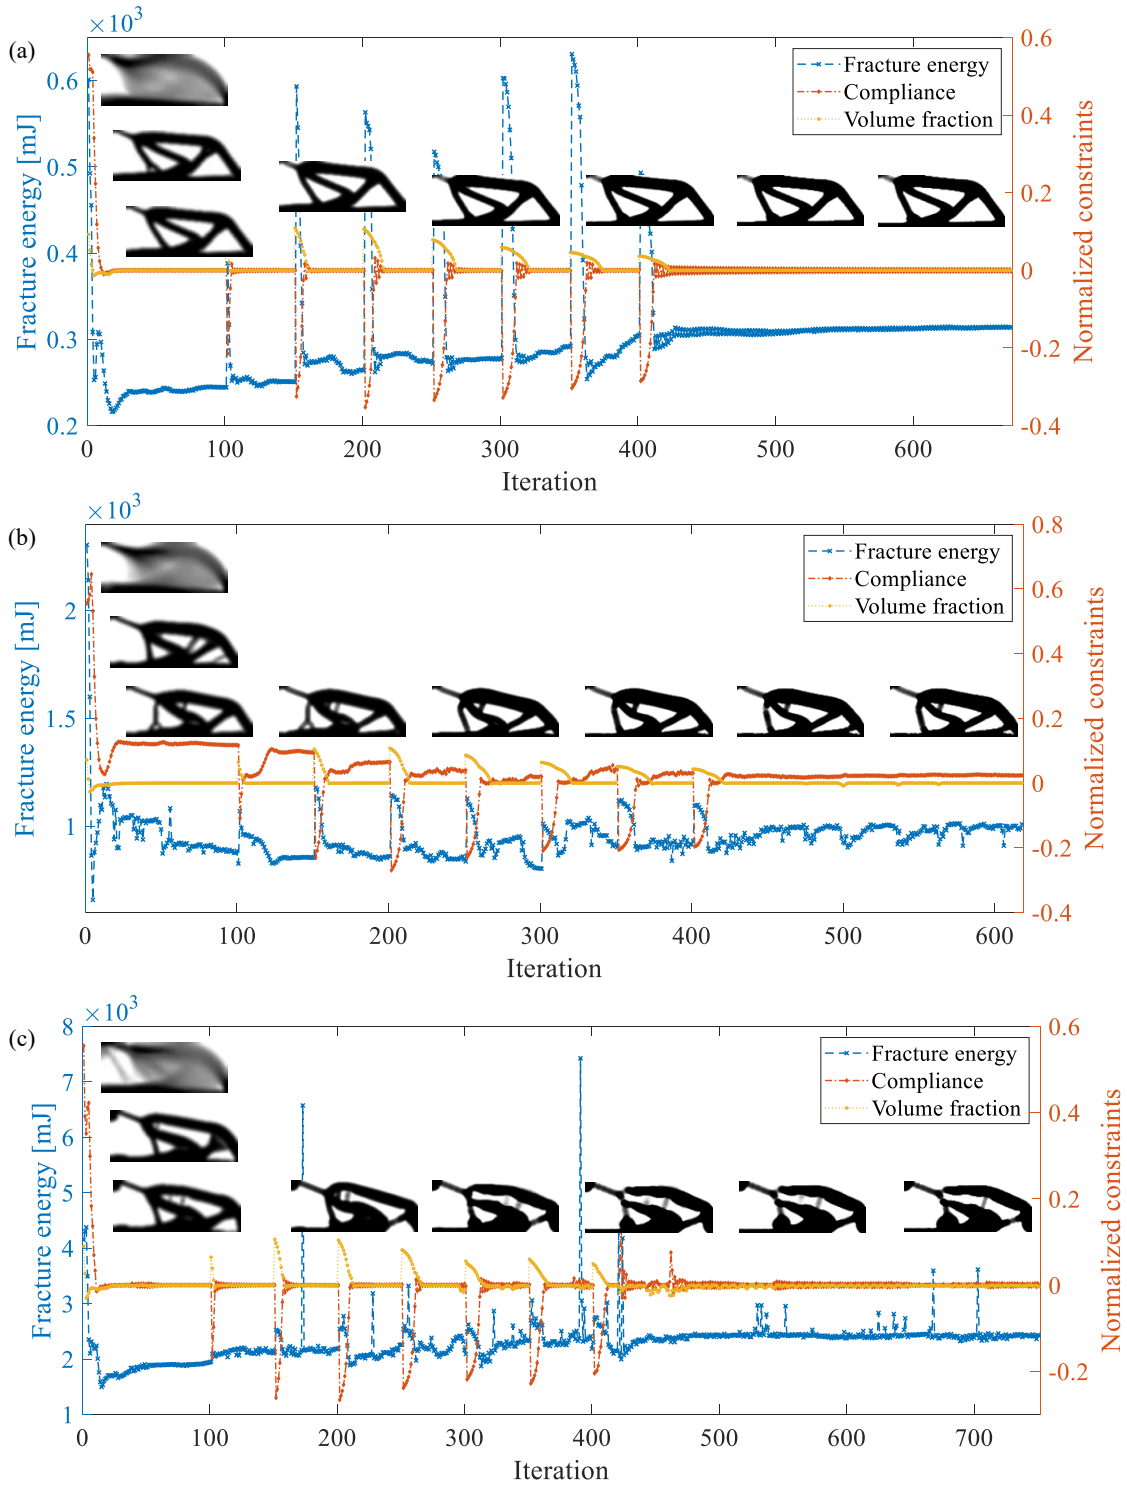 (a)
×10³
Fracture energy [mJ]
0.6
0.5
0.4
0.3
0.2
0.6
0.4
0.2
0
-0.2
-0.4
Normalized constraints
Fracture energy
Compliance
Volume fraction
0 100 200 300 400 500 600
Iteration
(b)
×10³
Fracture energy [mJ]
2
1.5
1
0.8
0.6
0.4
0.2
0
-0.2
-0.4
Normalized constraints
Fracture energy
Compliance
Volume fraction
0 100 200 300 400 500 600
Iteration
(c)
×10³
Fracture energy [mJ]
8
7
6
5
4
3
2
1
0.6
0.4
0.2
0
-0.2
Normalized constraints
Fracture energy
Compliance
Volume fraction
0 100 200 300 400 500 600 700
Iteration